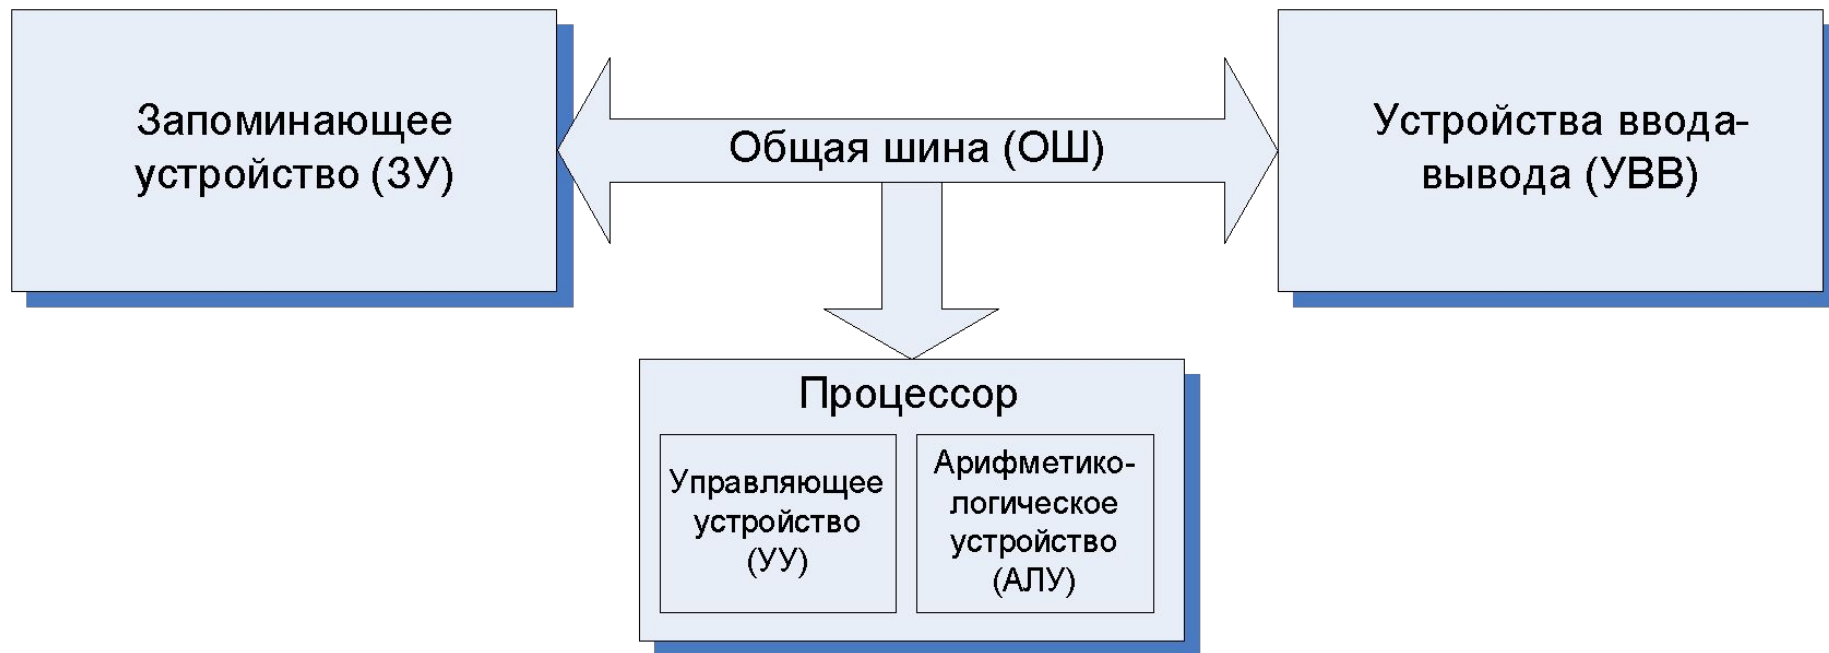 Запоминающее
устройство (ЗУ)
Общая шина (ОШ)
Устройства ввода-
вывода (УВВ)
Процессор
Управляющее
устройство
(УУ)
Арифметико-
логическое
устройство
(АЛУ)